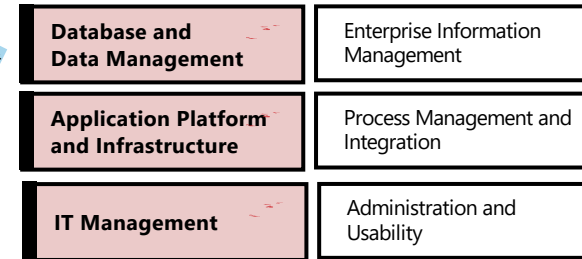 Database and
Data Management
Enterprise Information
Management
Application Platform
and Infrastructure
Process Management and
Integration
IT Management
Administration and
Usability